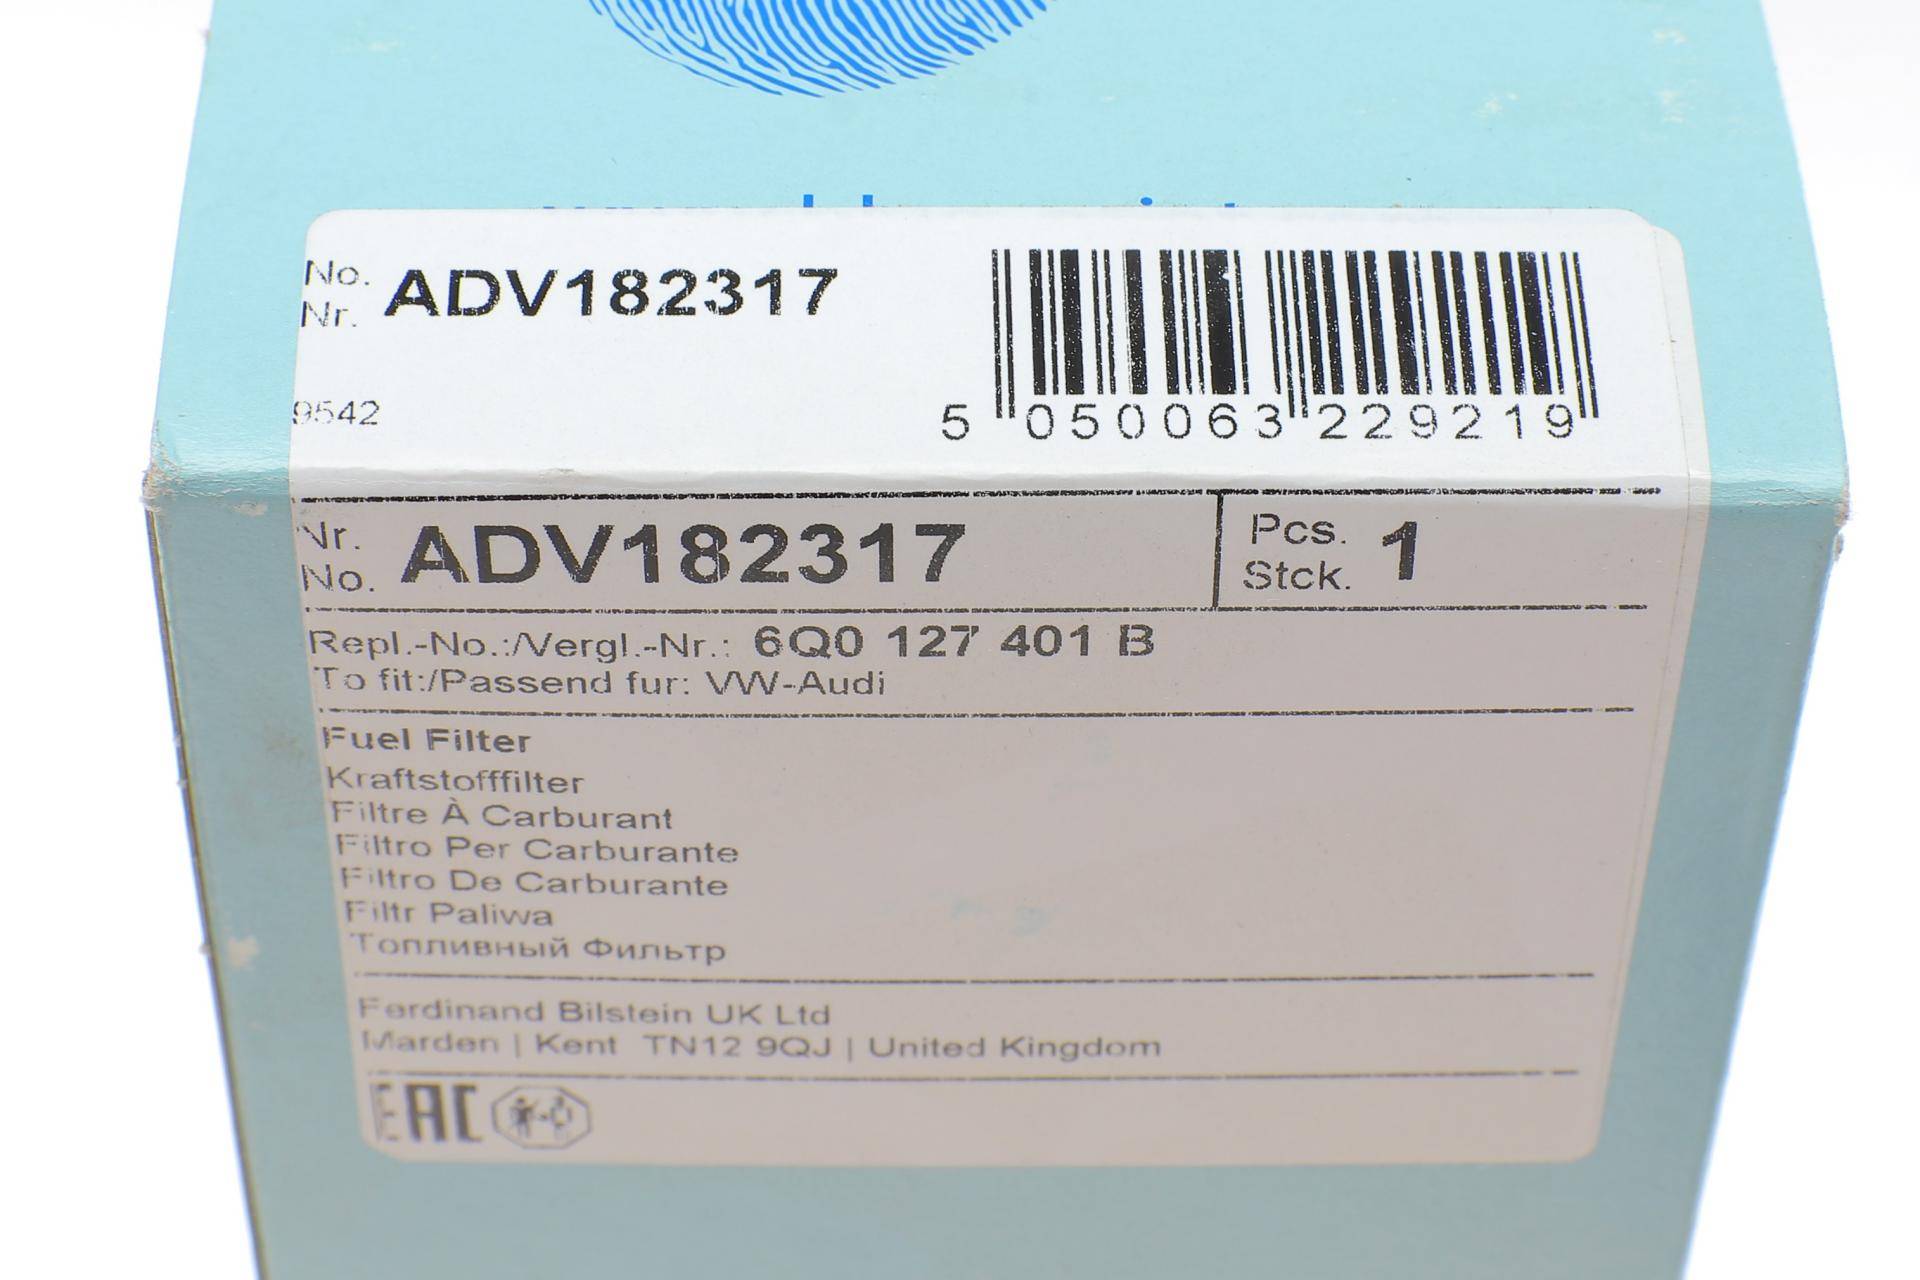 No.
Nr. ADV182317
9542
5 050063 229219
Nr.
No. ADV182317
Pcs.
Stck. 1
Repl.-No.:/Vergl.-Nr.: 6Q0 127 401 B
To fit:/Passend fur: VW-Audi
Fuel Filter
Kraftstofffilter
Filtre À Carburant
Filtro Per Carburante
Filtro De Carburante
Filtr Paliwa
Топливный Фильтр
Ferdinand Bilstein UK Ltd
Marden | Kent TN12 9QJ | United Kingdom
EAC